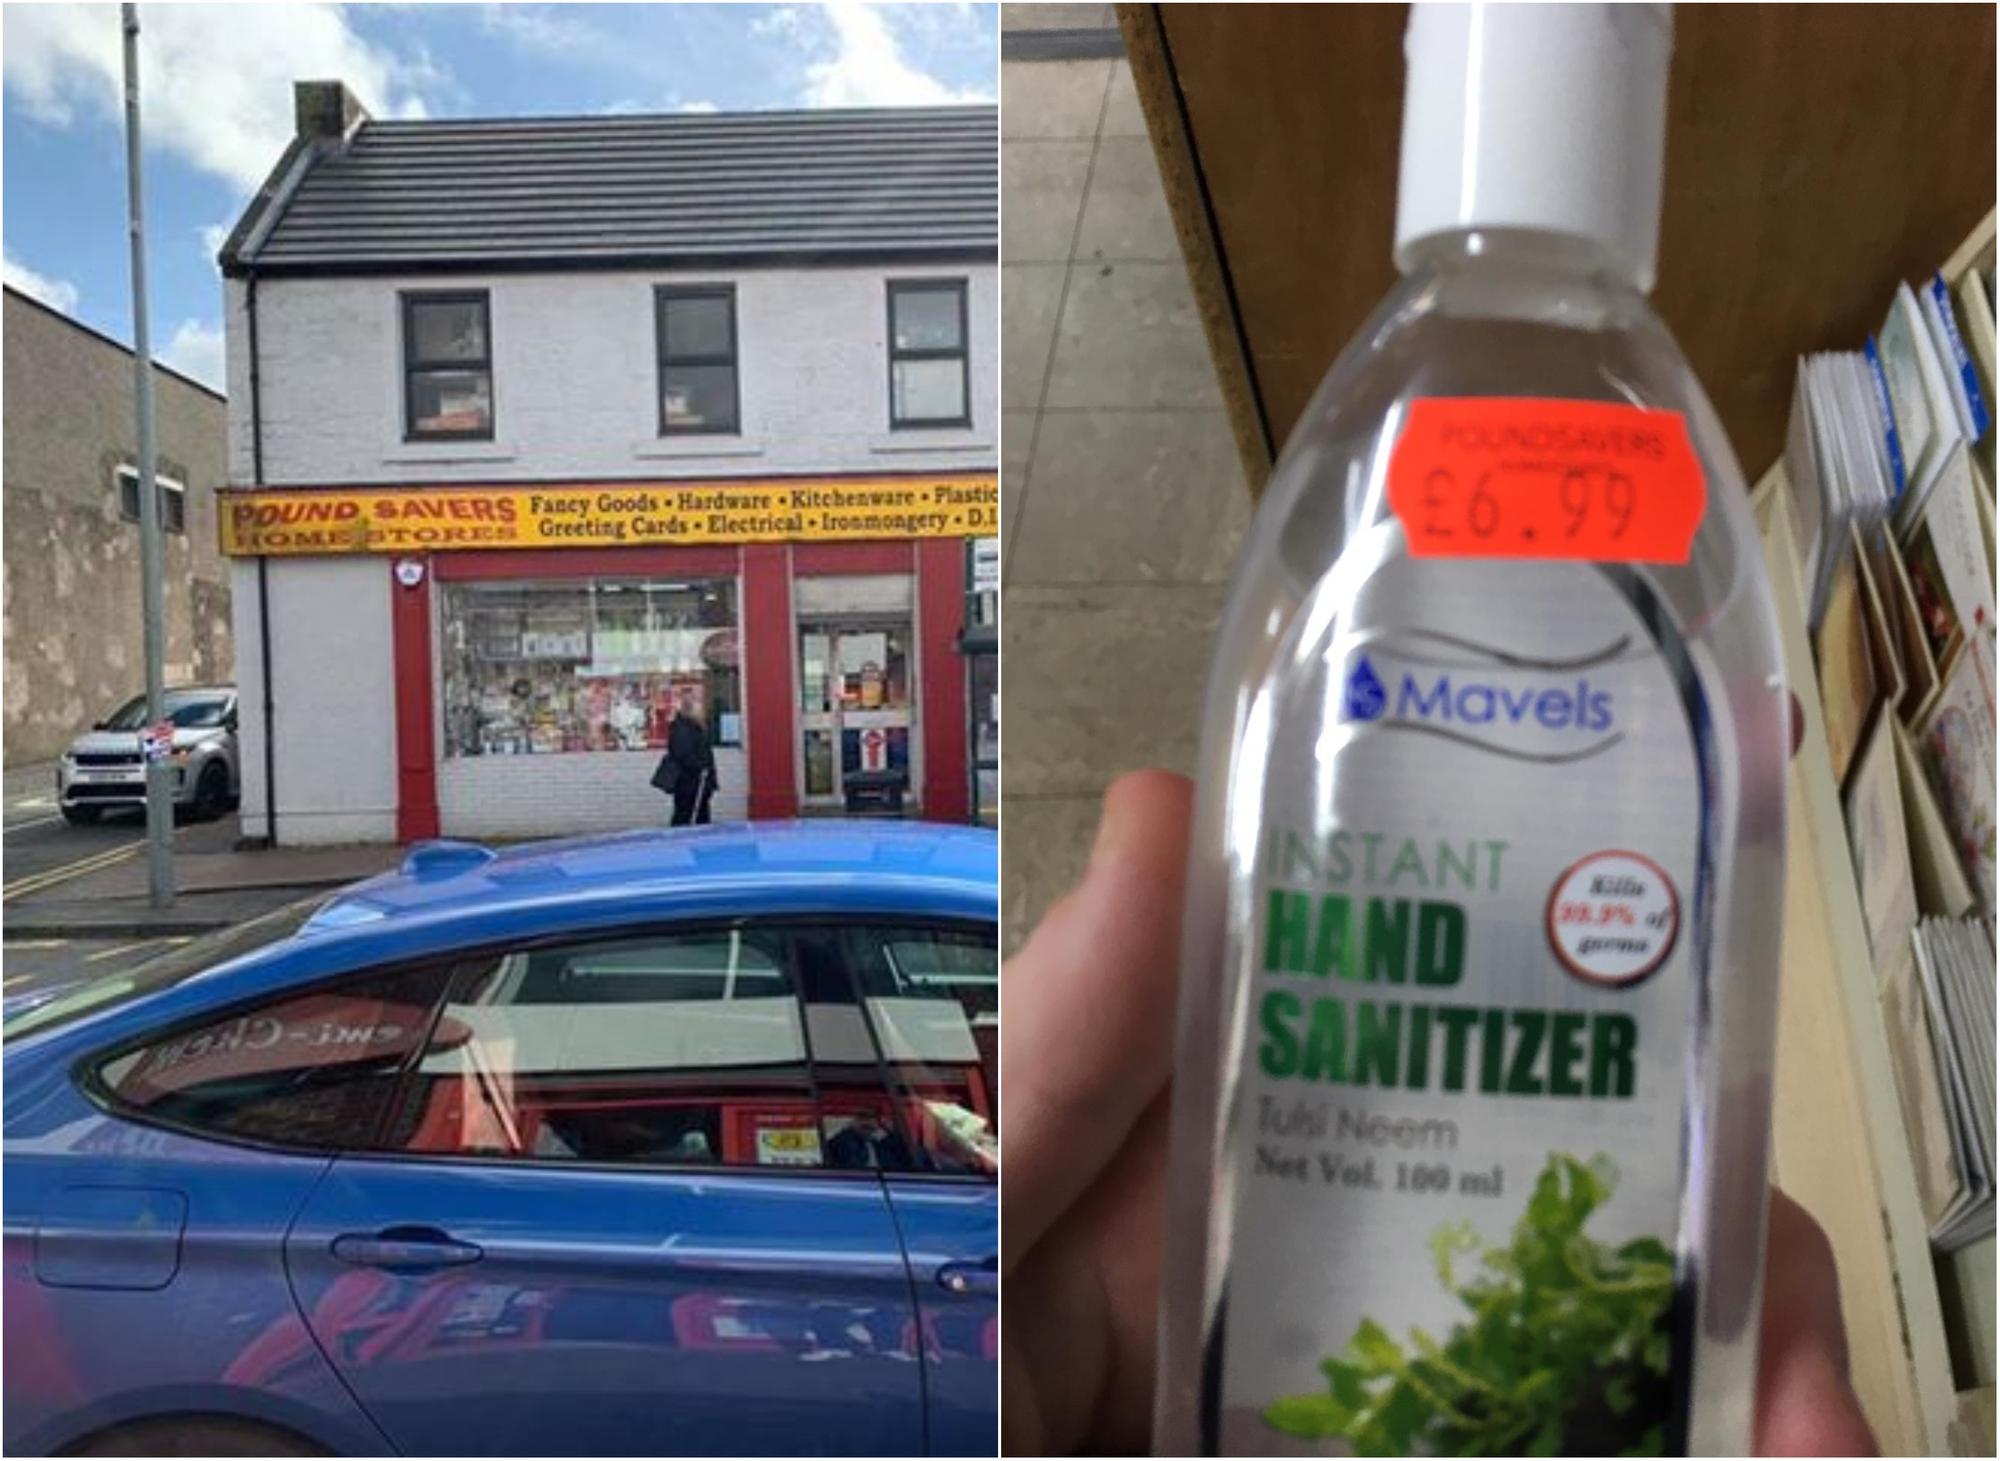 POUND SAVERS
HOME STORES
Fancy Goods • Hardware • Kitchenware • Plastic
Greeting Cards • Electrical • Ironmongery • D.I
POUNDSAVERS
£6.99
Mavels
INSTANT
HAND
SANITIZER
Kills
99.9% of
germs
Tulsi Neem
Net Vol. 100 ml